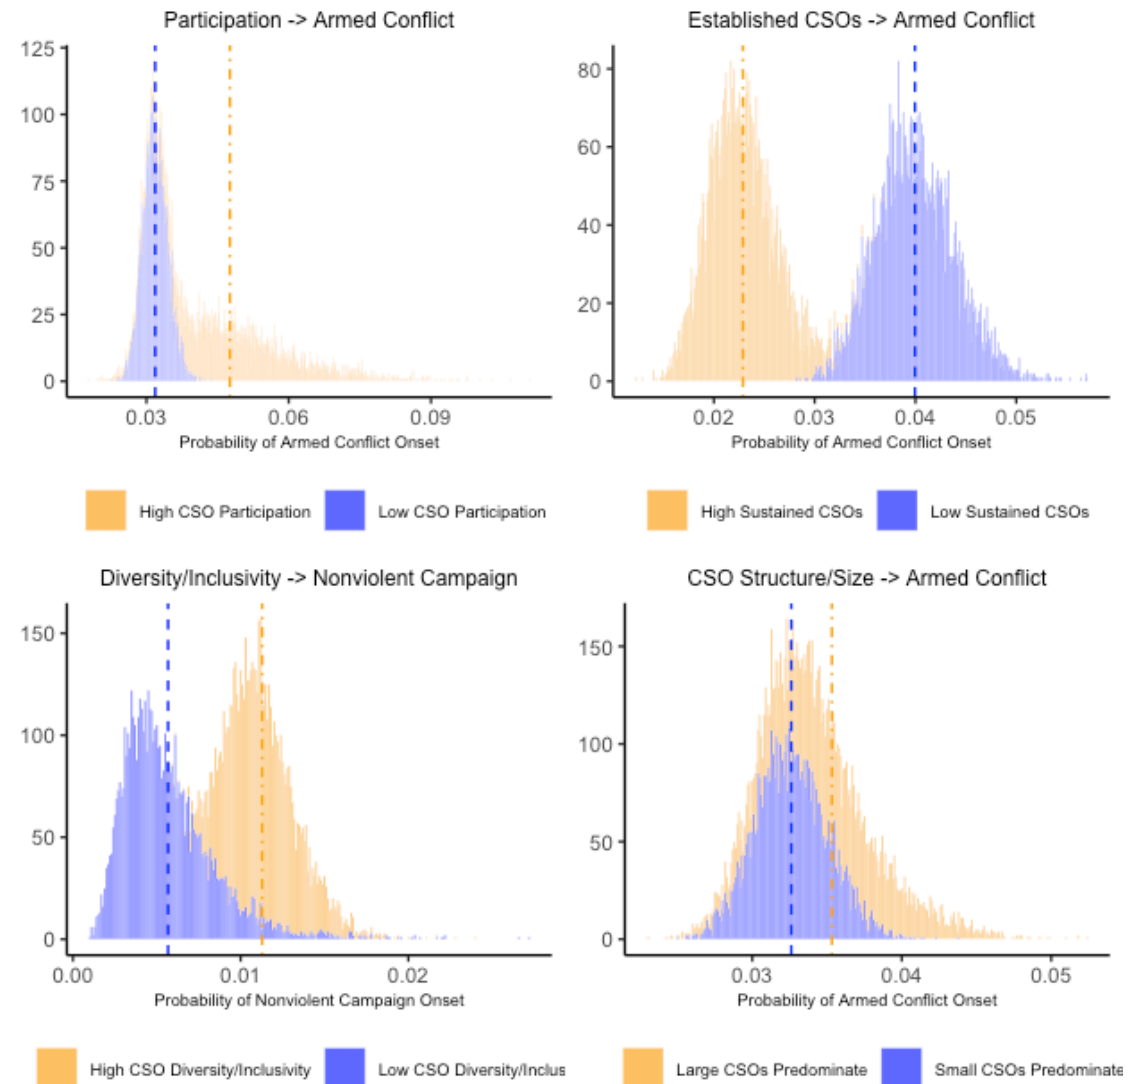 Participation -> Armed Conflict
125
100
75
50
25
0
0.03 0.06 0.09
Probability of Armed Conflict Onset
High CSO Participation Low CSO Participation
Established CSOs -> Armed Conflict
80
60
40
20
0
0.02 0.03 0.04 0.05
Probability of Armed Conflict Onset
High Sustained CSOs Low Sustained CSOs
Diversity/Inclusivity -> Nonviolent Campaign
150
100
50
0
0.00 0.01 0.02
Probability of Nonviolent Campaign Onset
High CSO Diversity/Inclusivity Low CSO Diversity/Inclus
CSO Structure/Size -> Armed Conflict
150
100
50
0
0.03 0.04 0.05
Probability of Armed Conflict Onset
Large CSOs Predominate Small CSOs Predominate